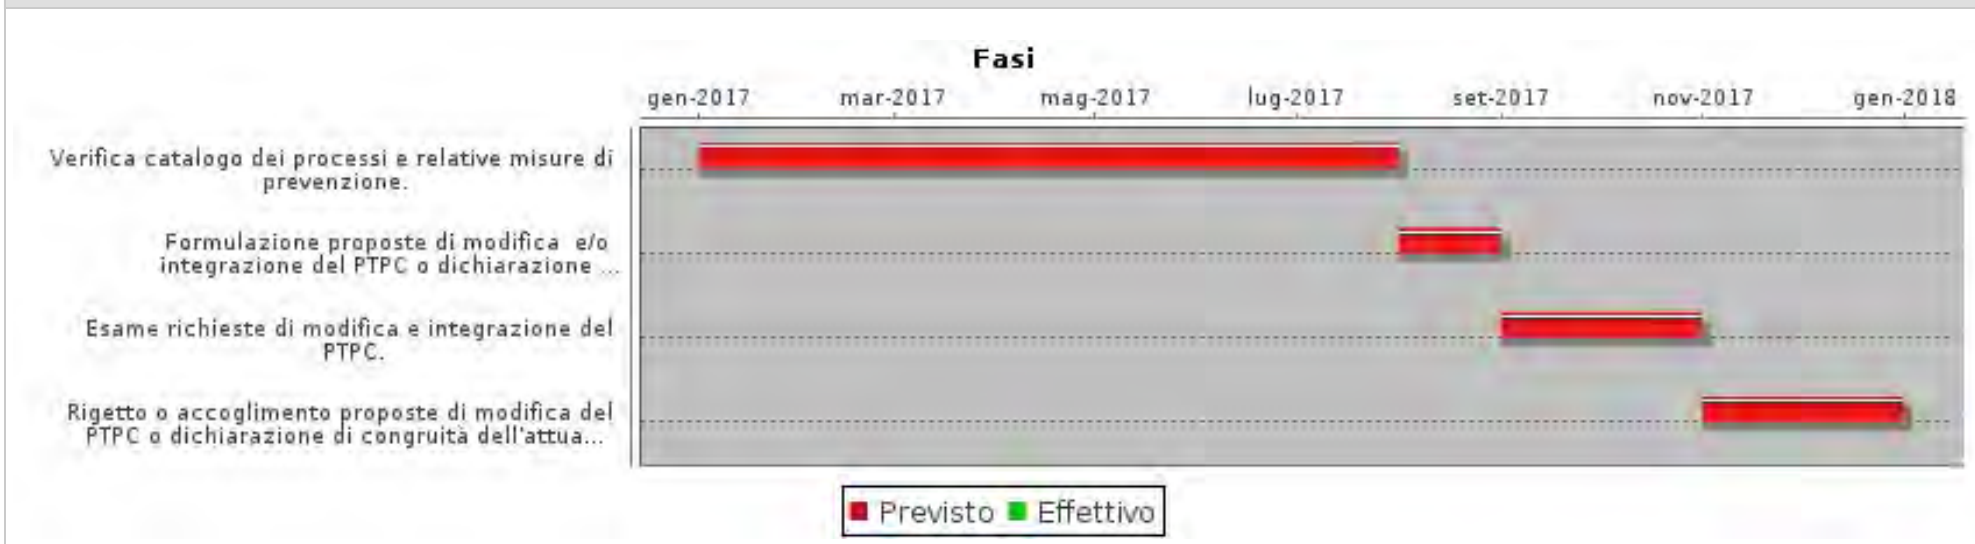 Fasi
gen-2017 mar-2017 mag-2017 lug-2017 set-2017 nov-2017 gen-2018
Verifica catalogo dei processi e relative misure di
prevenzione.
Formulazione proposte di modifica e/o
integrazione del PTPC o dichiarazione ...
Esame richieste di modifica e integrazione del
PTPC.
Rigetto o accoglimento proposte di modifica del
PTPC o dichiarazione di congruità dell'attua...
Previsto Effettivo